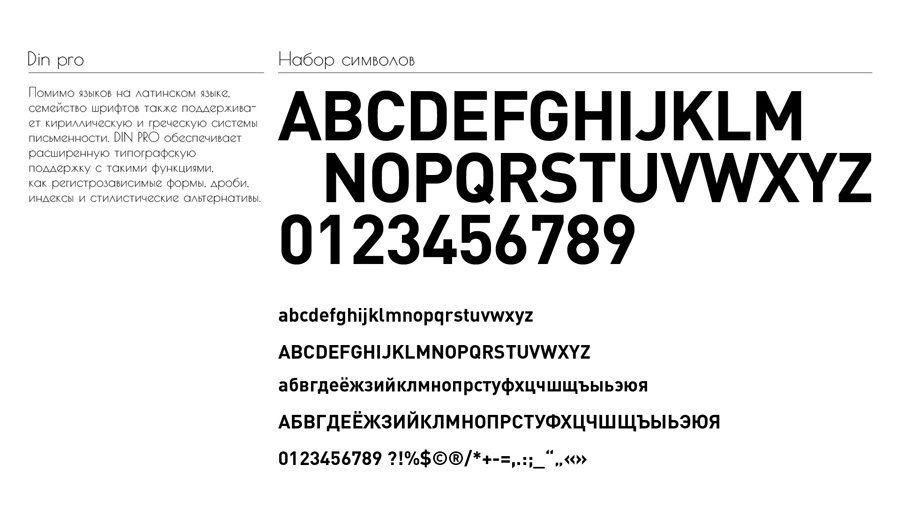 Din pro
Набор символов
Помимо языков на латинском языке,
семейство шрифтов также поддержива-
ет кириллическую и греческую системы
письменности. DIN PRO обеспечивает
расширенную типографскую
поддержку с такими функциями,
как регистрозависимые формы, дроби,
индексы и стилистические альтернативы.
ABCDEFGHIJKLM
NOPQRSTUVWXYZ
0123456789
abcdefghijklmnopqrstuvwxyz
ABCDEFGHIJKLMNOPQRSTUVWXYZ
абвгдеёжзийклмнопрстуфхцчшщъыьэюя
АБВГДЕЁЖЗИЙКЛМНОПРСТУФХЦЧШЩЪЫЬЭЮЯ
0123456789 ?!%$©®/*+-=,.:;_“„«»